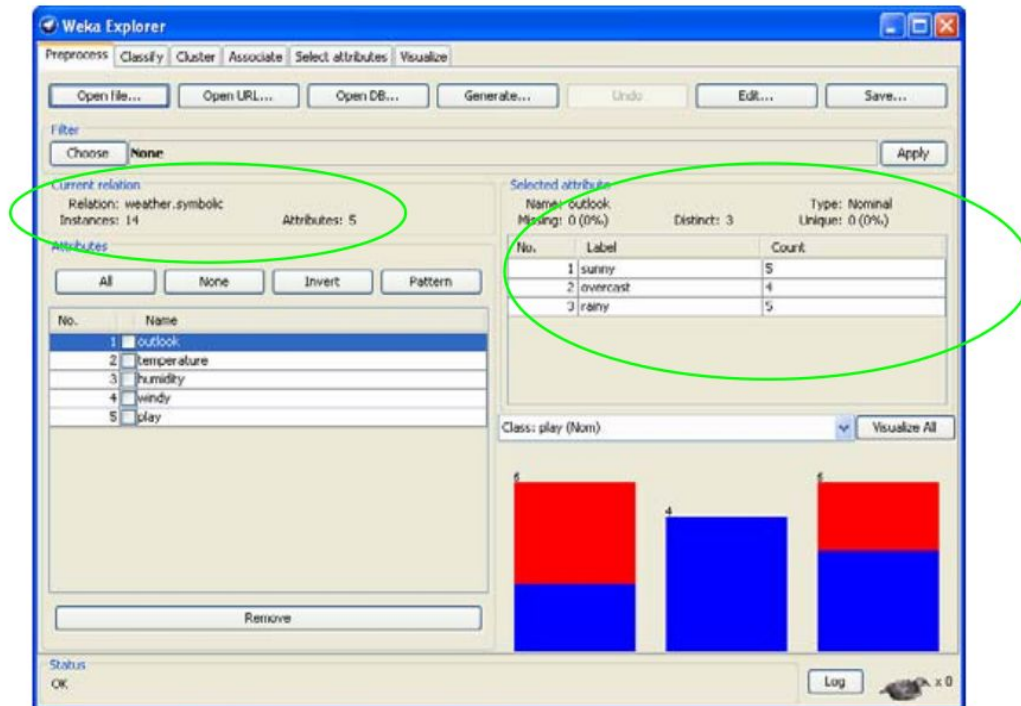 Weka Explorer
Preprocess Classify Cluster Associate Select attributes Visualize
Open file... Open URL... Open DB... Generate... Undo Edit... Save...
Filter
Choose None Apply
Current relation
Relation: weather.symbolic
Instances: 14 Attributes: 5
Attributes
All None Invert Pattern
No. Name
1 outlook
2 temperature
3 humidity
4 windy
5 play
Remove
Selected attribute
Name: outlook Type: Nominal
Missing: 0 (0%) Distinct: 3 Unique: 0 (0%)
No. Label Count
1 sunny 5
2 overcast 4
3 rainy 5
Class: play (Nom) Visualize All
5 4 5
Status
OK Log x 0